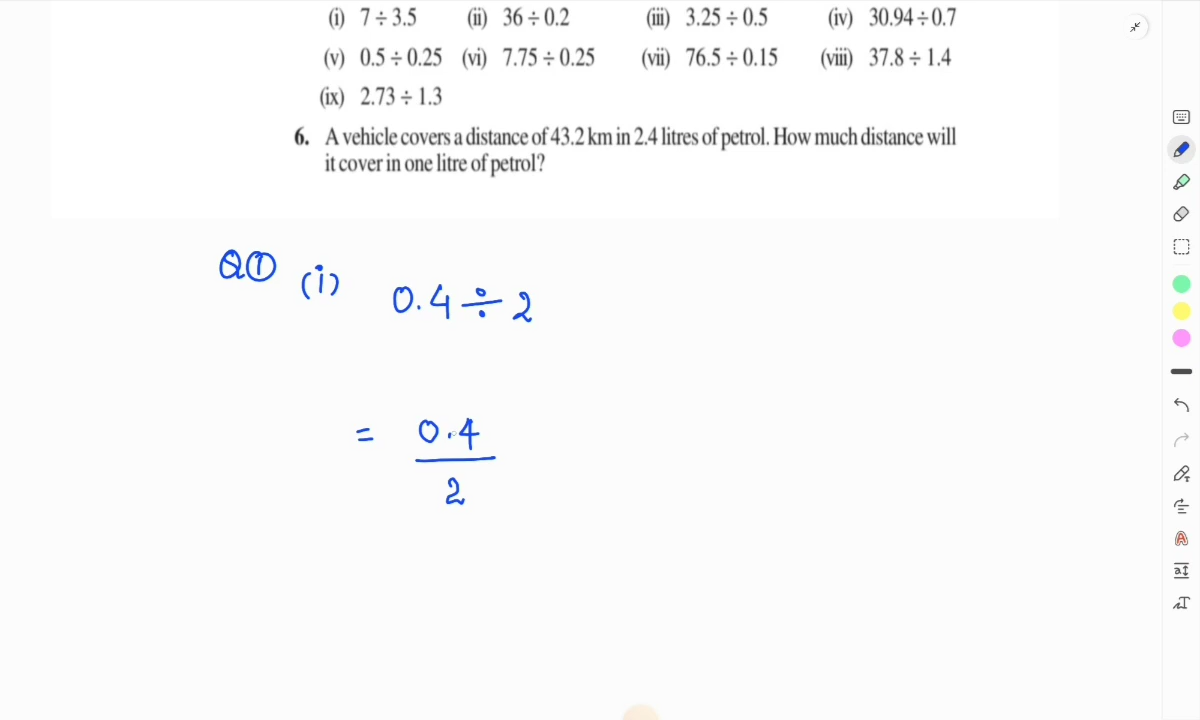 (i) 7 ÷ 3.5 (ii) 36 ÷ 0.2 (iii) 3.25 ÷ 0.5 (iv) 30.94 ÷ 0.7
(v) 0.5 ÷ 0.25 (vi) 7.75 ÷ 0.25 (vii) 76.5 ÷ 0.15 (viii) 37.8 ÷ 1.4
(ix) 2.73 ÷ 1.3
6. A vehicle covers a distance of 43.2 km in 2.4 litres of petrol. How much distance will
it cover in one litre of petrol?
Q① (i) 0.4 ÷ 2
= 0.4
2